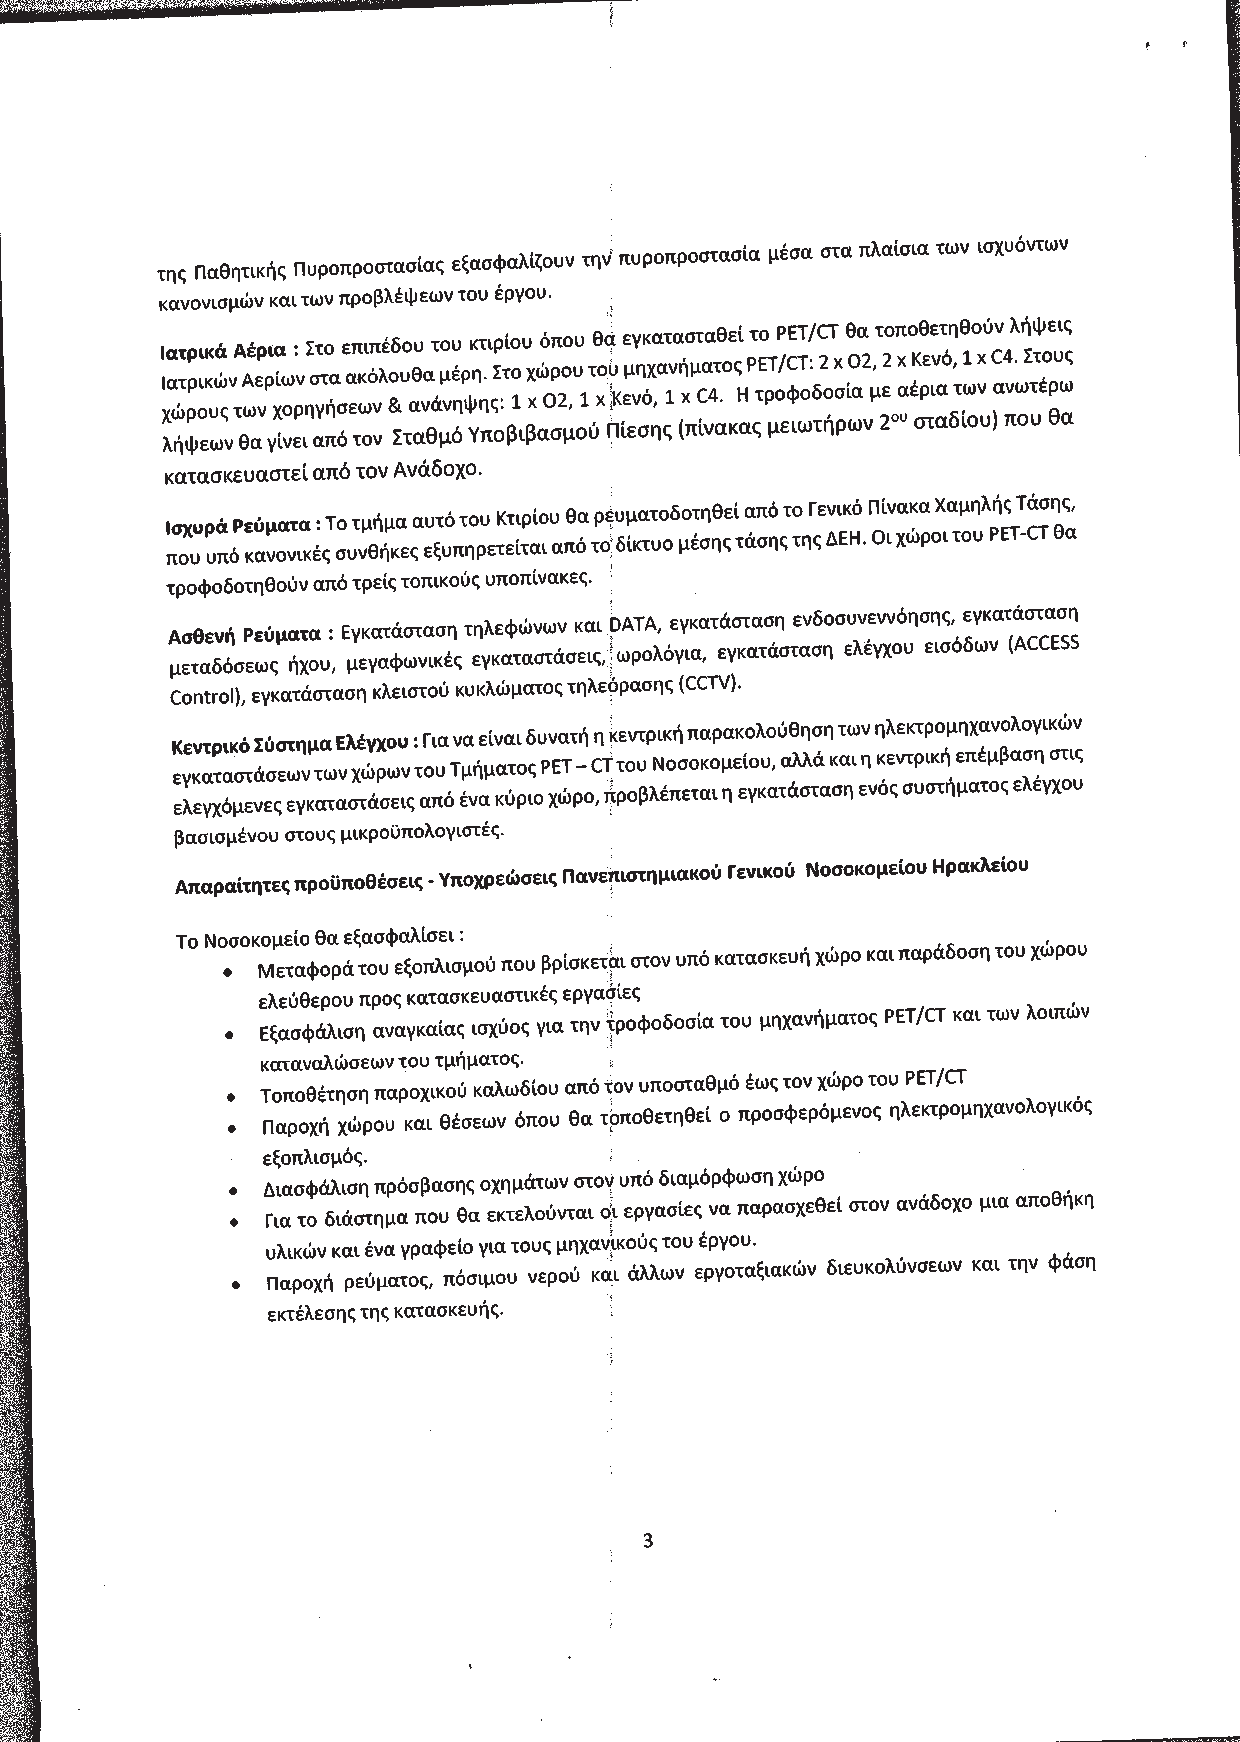 της Παθητικής Πυροπροστασίας εξασφαλίζουν την πυροπροστασία μέσα στα πλαίσια των ισχυόντων
κανονισμών και των προβλέψεων του έργου.
Ιατρικά Αέρια : Στο επιπέδου του κτιρίου όπου θα εγκατασταθεί το PET/CT θα τοποθετηθούν λήψεις
Ιατρικών Αερίων στα ακόλουθα μέρη. Στο χώρου του μηχανήματος PET/CT: 2 x O2, 2 x Κενό, 1 x C4. Στους
χώρους των χορηγήσεων & ανάνηψης: 1 x O2, 1 x Κενό, 1 x C4. Η τροφοδοσία με αέρια των ανωτέρω
λήψεων θα γίνει από τον Σταθμό Υποβιβασμού Πίεσης (πίνακας μειωτήρων 2ου σταδίου) που θα
κατασκευαστεί από τον Ανάδοχο.
Ισχυρά Ρεύματα : Το τμήμα αυτό του Κτιρίου θα ρευματοδοτηθεί από το Γενικό Πίνακα Χαμηλής Τάσης,
που υπό κανονικές συνθήκες εξυπηρετείται από το δίκτυο μέσης τάσης της ΔΕΗ. Οι χώροι του PET-CT θα
τροφοδοτηθούν από τρείς τοπικούς υποπίνακες.
Ασθενή Ρεύματα : Εγκατάσταση τηλεφώνων και DATA, εγκατάσταση ενδοσυνεννόησης, εγκατάσταση
μεταδόσεως ήχου, μεγαφωνικές εγκαταστάσεις, ωρολόγια, εγκατάσταση ελέγχου εισόδων (ACCESS
Control), εγκατάσταση κλειστού κυκλώματος τηλεόρασης (CCTV).
Κεντρικό Σύστημα Ελέγχου : Για να είναι δυνατή η κεντρική παρακολούθηση των ηλεκτρομηχανολογικών
εγκαταστάσεων των χώρων του Τμήματος PET – CT του Νοσοκομείου, αλλά και η κεντρική επέμβαση στις
ελεγχόμενες εγκαταστάσεις από ένα κύριο χώρο, προβλέπεται η εγκατάσταση ενός συστήματος ελέγχου
βασισμένου στους μικροϋπολογιστές.
Απαραίτητες προϋποθέσεις - Υποχρεώσεις Πανεπιστημιακού Γενικού Νοσοκομείου Ηρακλείου
Το Νοσοκομείο θα εξασφαλίσει :
• Μεταφορά του εξοπλισμού που βρίσκεται στον υπό κατασκευή χώρο και παράδοση του χώρου
ελεύθερου προς κατασκευαστικές εργασίες
• Εξασφάλιση αναγκαίας ισχύος για την τροφοδοσία του μηχανήματος PET/CT και των λοιπών
καταναλώσεων του τμήματος.
• Τοποθέτηση παροχικού καλωδίου από τον υποσταθμό έως τον χώρο του PET/CT
• Παροχή χώρου και θέσεων όπου θα τοποθετηθεί ο προσφερόμενος ηλεκτρομηχανολογικός
εξοπλισμός.
• Διασφάλιση πρόσβασης οχημάτων στον υπό διαμόρφωση χώρο
• Για το διάστημα που θα εκτελούνται οι εργασίες να παρασχεθεί στον ανάδοχο μια αποθήκη
υλικών και ένα γραφείο για τους μηχανικούς του έργου.
• Παροχή ρεύματος, πόσιμου νερού και άλλων εργοταξιακών διευκολύνσεων και την φάση
εκτέλεσης της κατασκευής.
3